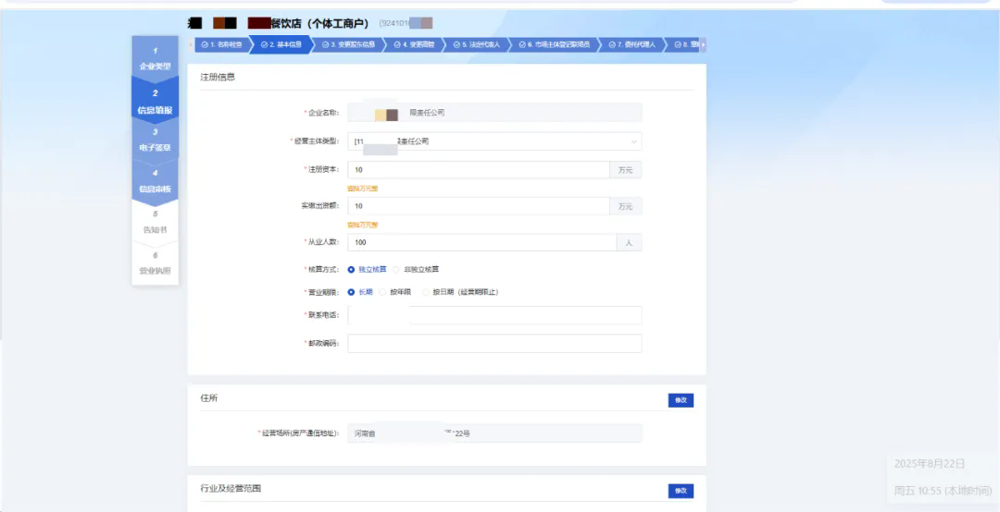 餐饮店（个体工商户）
[9241010
1. 名称检查
2. 基本信息
3. 变更股东信息
4. 变更高管
5. 法定代表人
6. 市场主体登记联络员
7. 委托代理人
8.
1
企业类型
2
信息填报
3
电子签章
4
信息审核
5
告知书
6
营业执照
注册信息
*企业名称: 限责任公司
*经营主体类型: [11 限责任公司
*注册资本: 10 万元
壹拾万元整
实缴出资额: 10 万元
壹拾万元整
*从业人数: 100 人
*核算方式: 独立核算 非独立核算
*营业期限: 长期 按年限 按日期（经营期限止）
*联系电话:
*邮政编码:
住所 修改
*经营场所(房产通信地址): 河南省 122号
行业及经营范围 修改
2025年8月22日
周五 10:55 (本地时间)